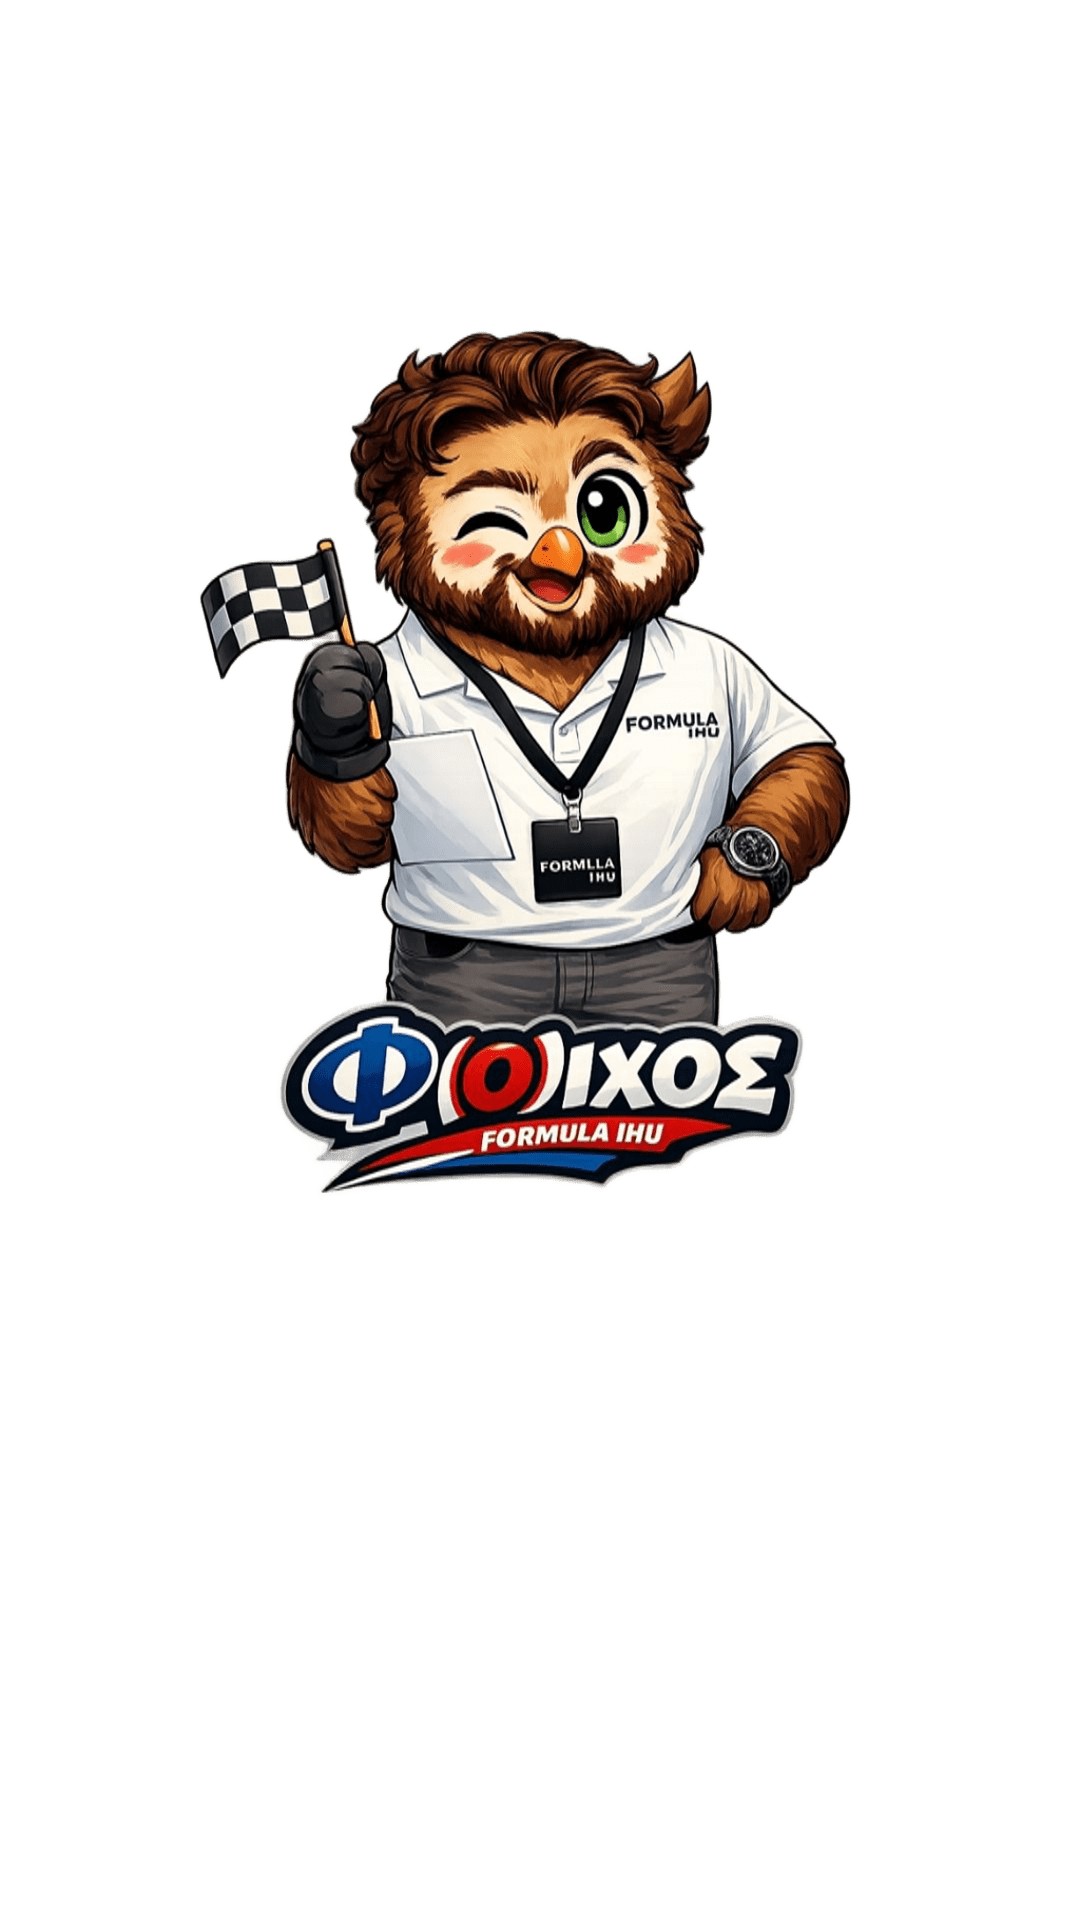 FORMULA
IHU
FORMLLA
IHU
Φ(Ο)ΙΧΟΣ
FORMULA IHU